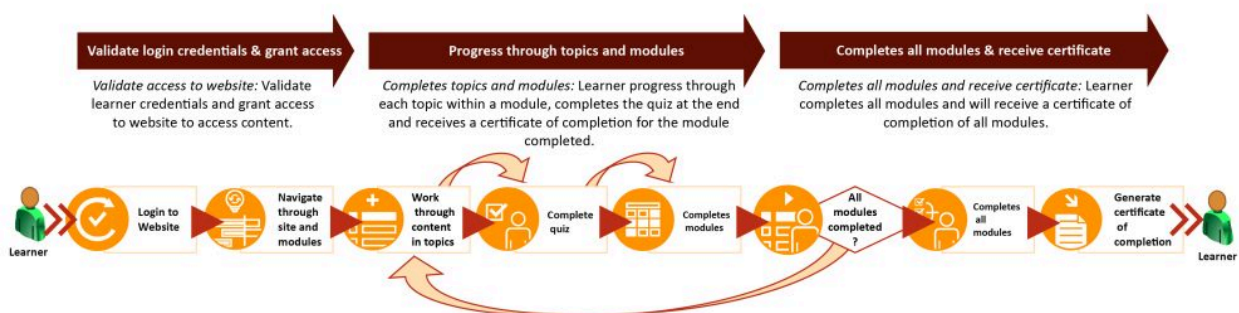 Validate login credentials & grant access
Progress through topics and modules
Completes all modules & receive certificate
Validate access to website: Validate
learner credentials and grant access
to website to access content.
Completes topics and modules: Learner progress through
each topic within a module, completes the quiz at the end
and receives a certificate of completion for the module
completed.
Completes all modules and receive certificate: Learner
completes all modules and will receive a certificate of
completion of all modules.
Learner
Login to
Website
Navigate
through
site and
modules
Work
through
content
in topics
Complete
quiz
Completes
modules
All
modules
completed
?
Completes
all
modules
Generate
certificate
of
completion
Learner